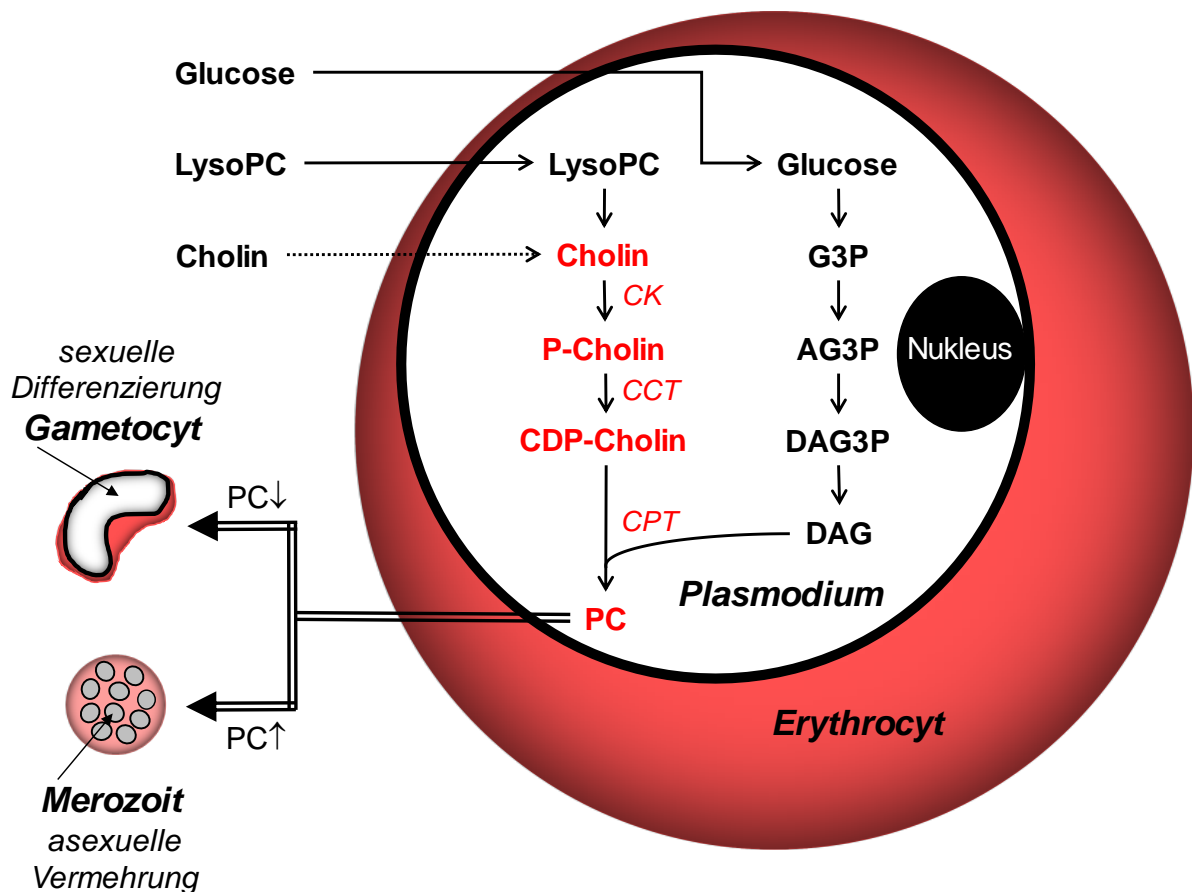 Glucose
LysoPC
LysoPC
Glucose
Cholin
Cholin
G3P
CK
P-Cholin
AG3P
Nukleus
CCT
CDP-Cholin
DAG3P
CPT
DAG
PC
Plasmodium
Erythrocyt
sexuelle
Differenzierung
Gametocyt
PC↓
PC↑
Merozoit
asexuelle
Vermehrung